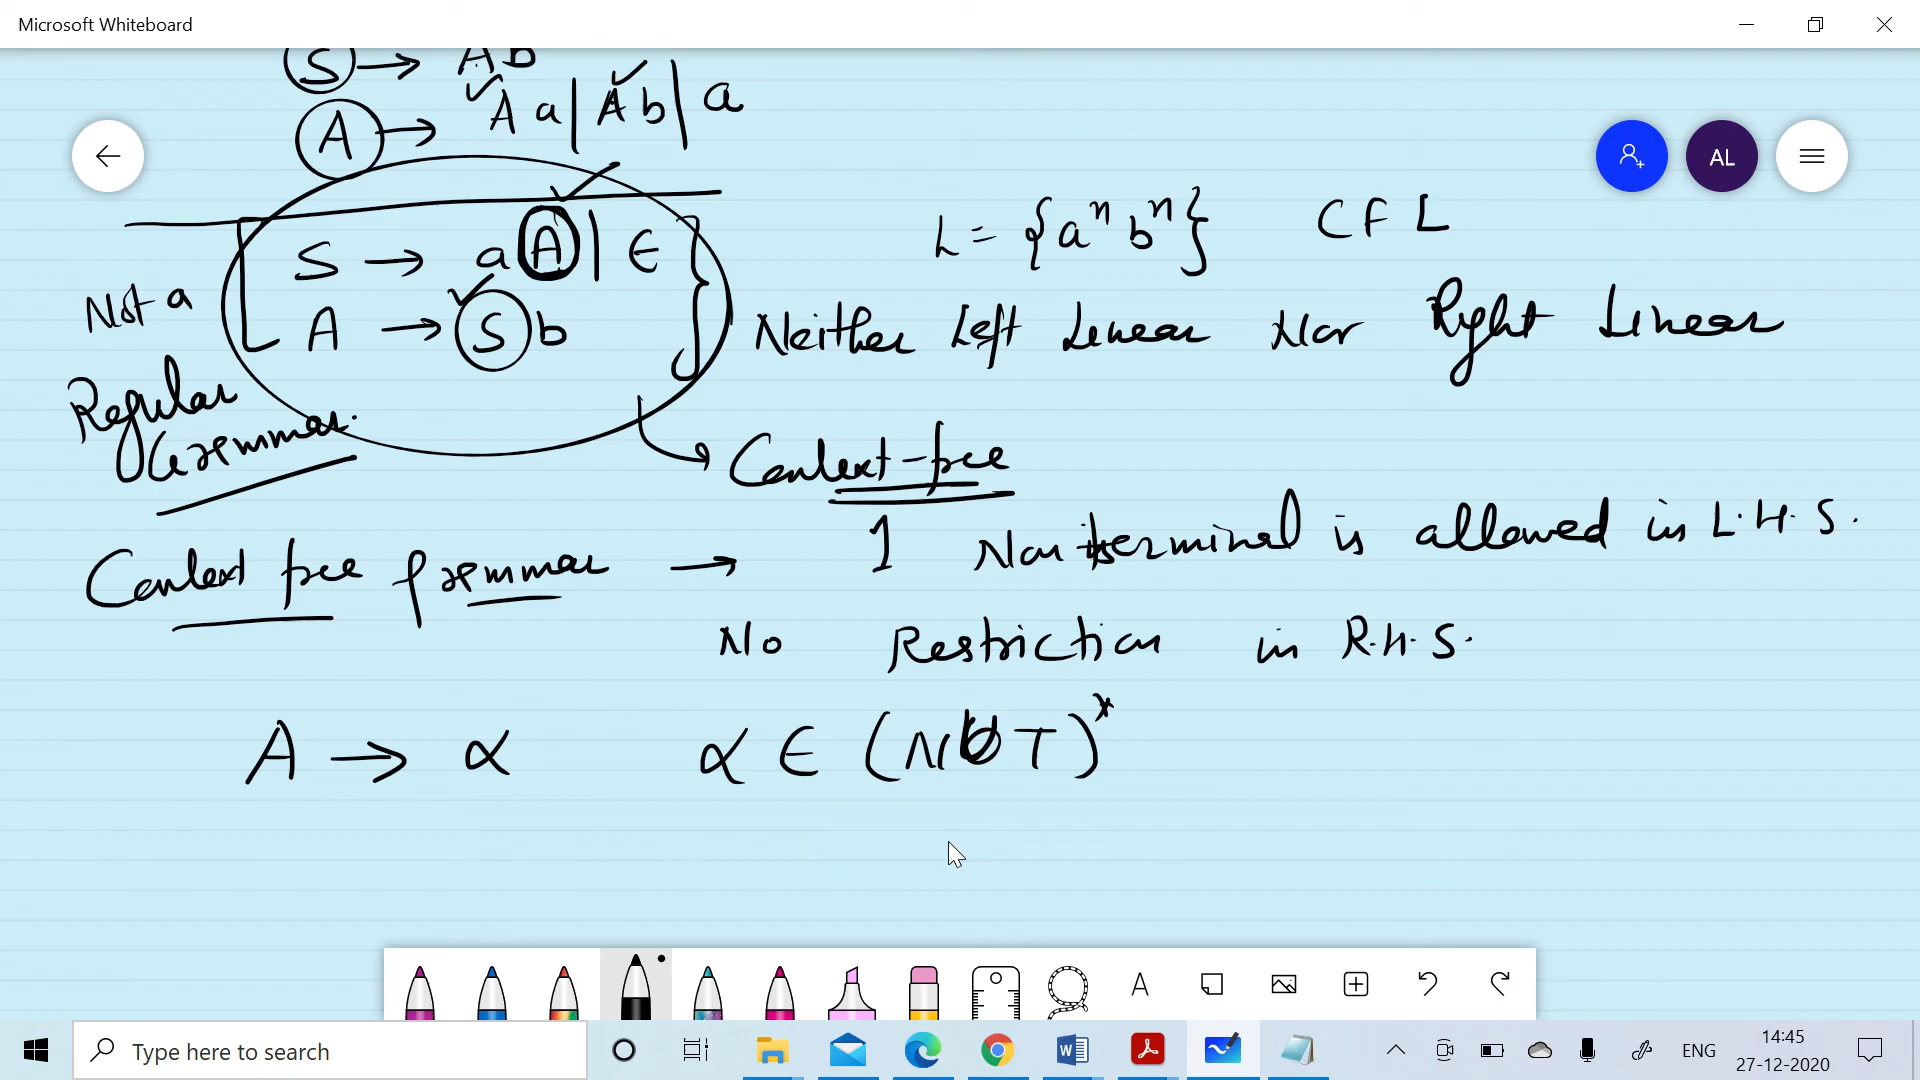 Microsoft Whiteboard
S → AB
A → Aa | Ab | a
AL
S → aA | ∈
A → Sb
Not a
Regular
Grammar.
L = {aⁿ bⁿ} CFL
Neither Left Linear Nor Right Linear
Context-free
Context free grammar → 1 Non terminal is allowed in L.H.S.
No Restriction in R.H.S.
A → α α ∈ (N U T)*
Type here to search
ENG
14:45
27-12-2020